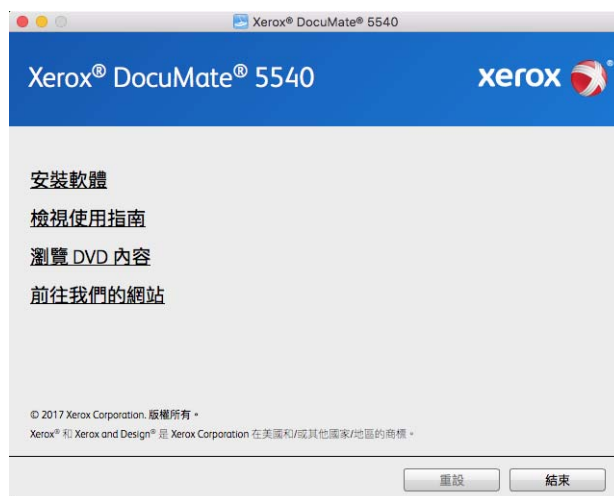 Xerox® DocuMate® 5540
Xerox® DocuMate® 5540
xerox®
安裝軟體
檢視使用指南
瀏覽 DVD 內容
前往我們的網站
© 2017 Xerox Corporation. 版權所有。
Xerox® 和 Xerox and Design® 是 Xerox Corporation 在美國和/或其他國家/地區的商標。
重設
結束